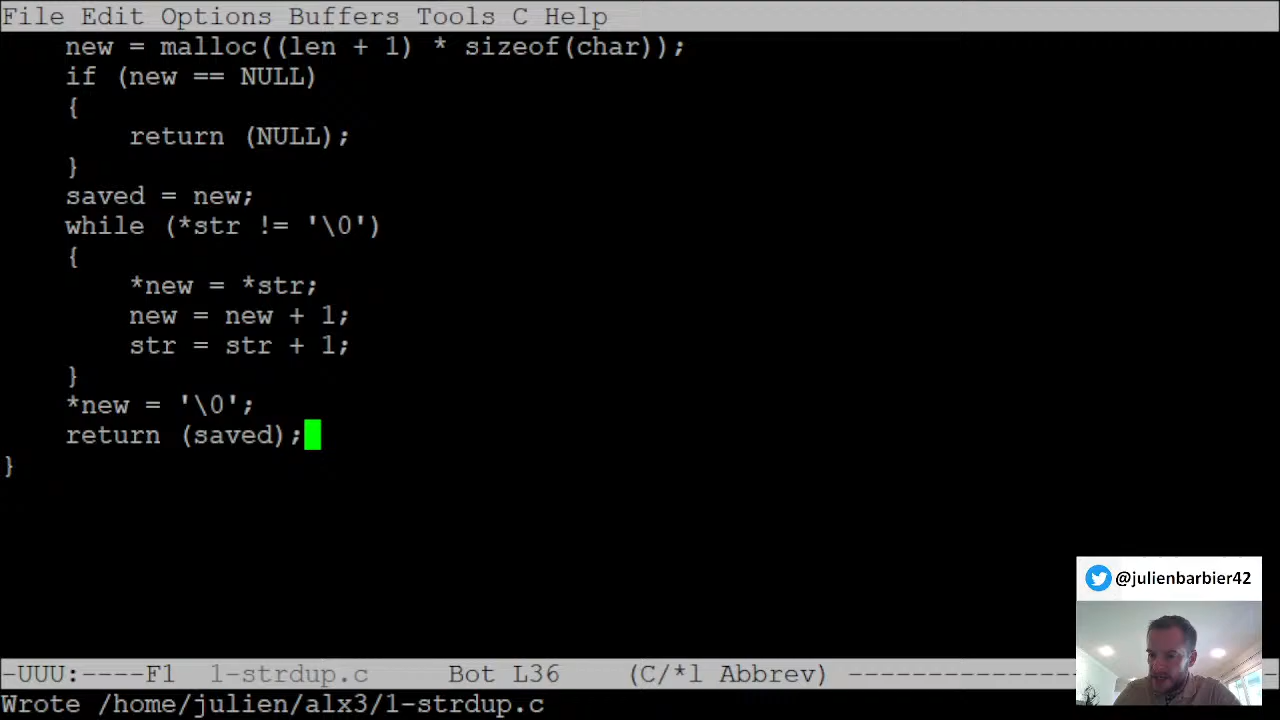 File Edit Options Buffers Tools C Help
new = malloc((len + 1) * sizeof(char));
if (new == NULL)
{
return (NULL);
}
saved = new;
while (*str != '\0')
{
*new = *str;
new = new + 1;
str = str + 1;
}
*new = '\0';
return (saved);
}
@julienbarbier42
-UUU:----F1 1-strdup.c Bot L36 (C/*l Abbrev) ----------------
Wrote /home/julien/alx3/1-strdup.c